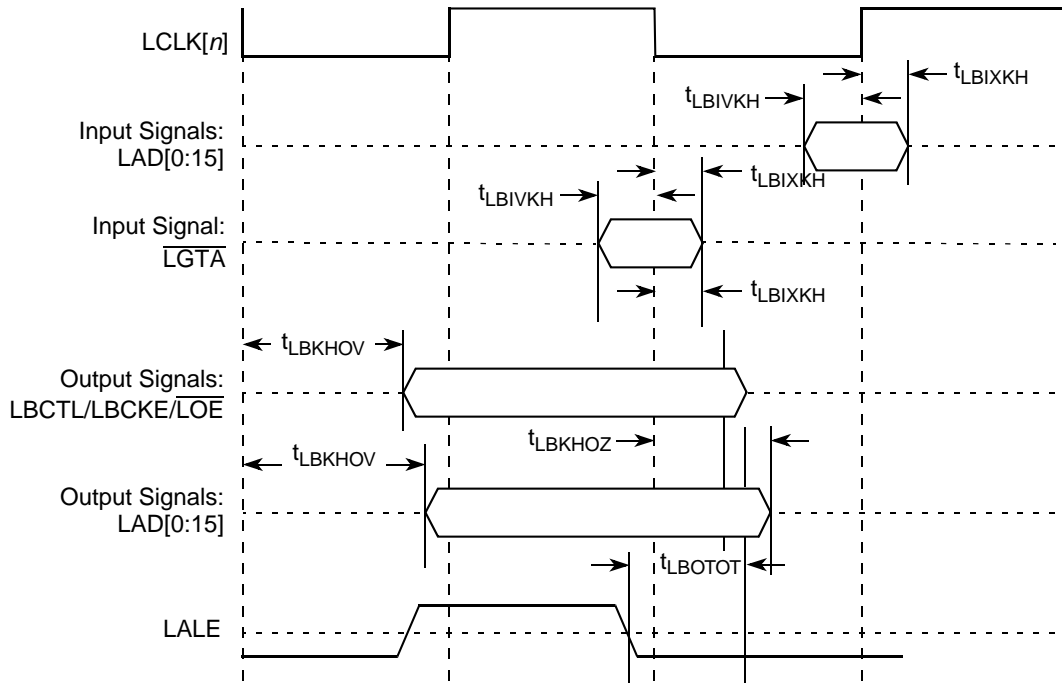 LCLK[n]
tLBIXKH
tLBIVKH
Input Signals:
LAD[0:15]
tLBIXKH
tLBIVKH
Input Signal:
LGTA
tLBIXKH
tLBKHOV
Output Signals:
LBCTL/LBCKE/LOE
tLBKHOZ
tLBKHOV
Output Signals:
LAD[0:15]
tLBOTOT
LALE